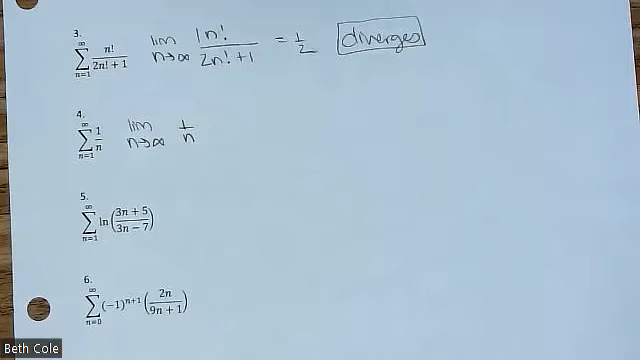 3.
∞ ∑ n=1 n!/(2n! + 1) lim n→∞ 1n!/(2n!+1) = 1/2 diverges
4.
∞ ∑ n=1 1/n lim n→∞ 1/n
5.
∞ ∑ n=1 ln((3n + 5)/(3n − 7))
6.
∞ ∑ n=0 (−1)^(n+1) (2n/(9n + 1))
Beth Cole